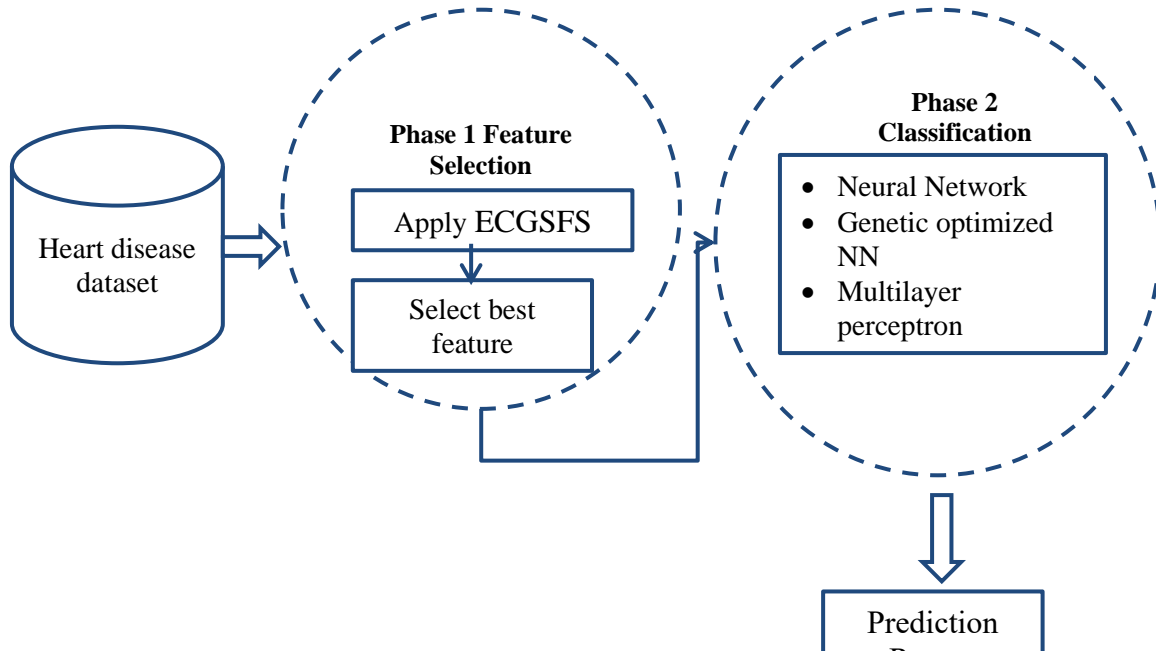 Heart disease
dataset
Phase 1 Feature
Selection
Apply ECGSFS
Select best
feature
Phase 2
Classification
• Neural Network
• Genetic optimized
NN
• Multilayer
perceptron
Prediction